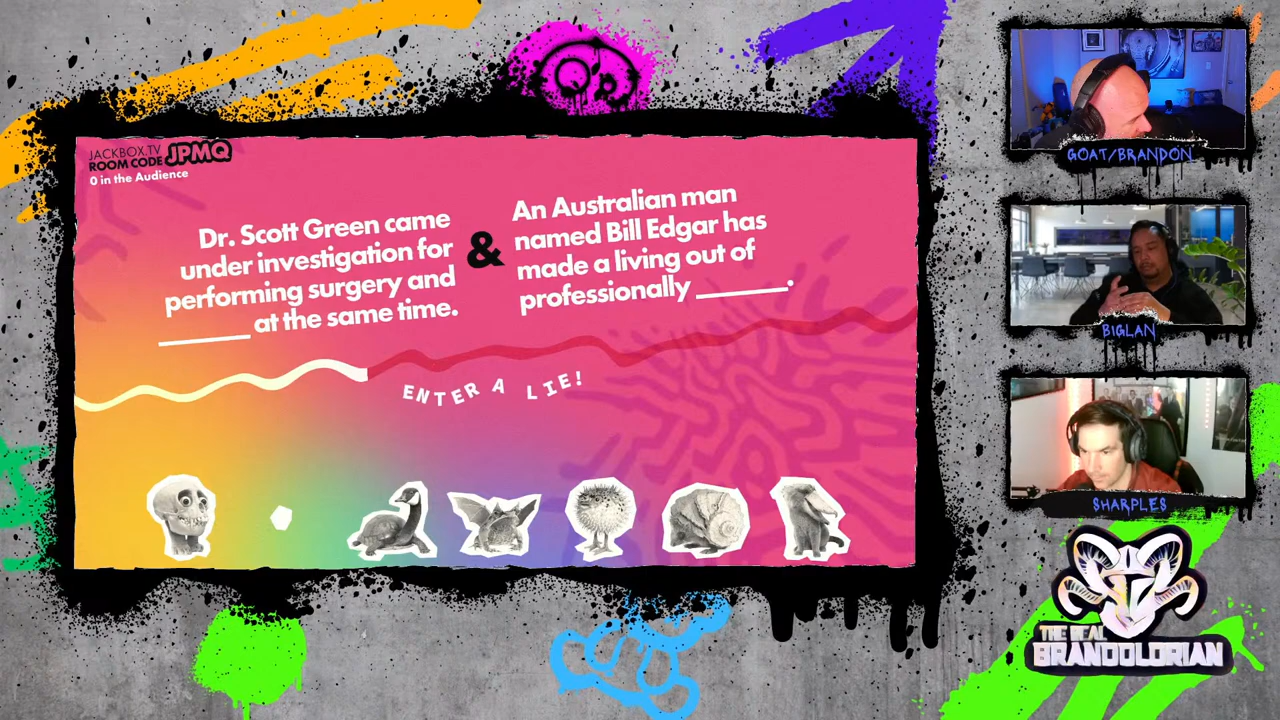 JACKBOX.TV
ROOM CODE JPMQ
0 in the Audience
Dr. Scott Green came
under investigation for
performing surgery and
______ at the same time.
&
An Australian man
named Bill Edgar has
made a living out of
professionally ______.
ENTER A LIE!
GOAT/BRANDON
BIGLAN
SHARPLES
THE REAL
BRANDOLORIAN